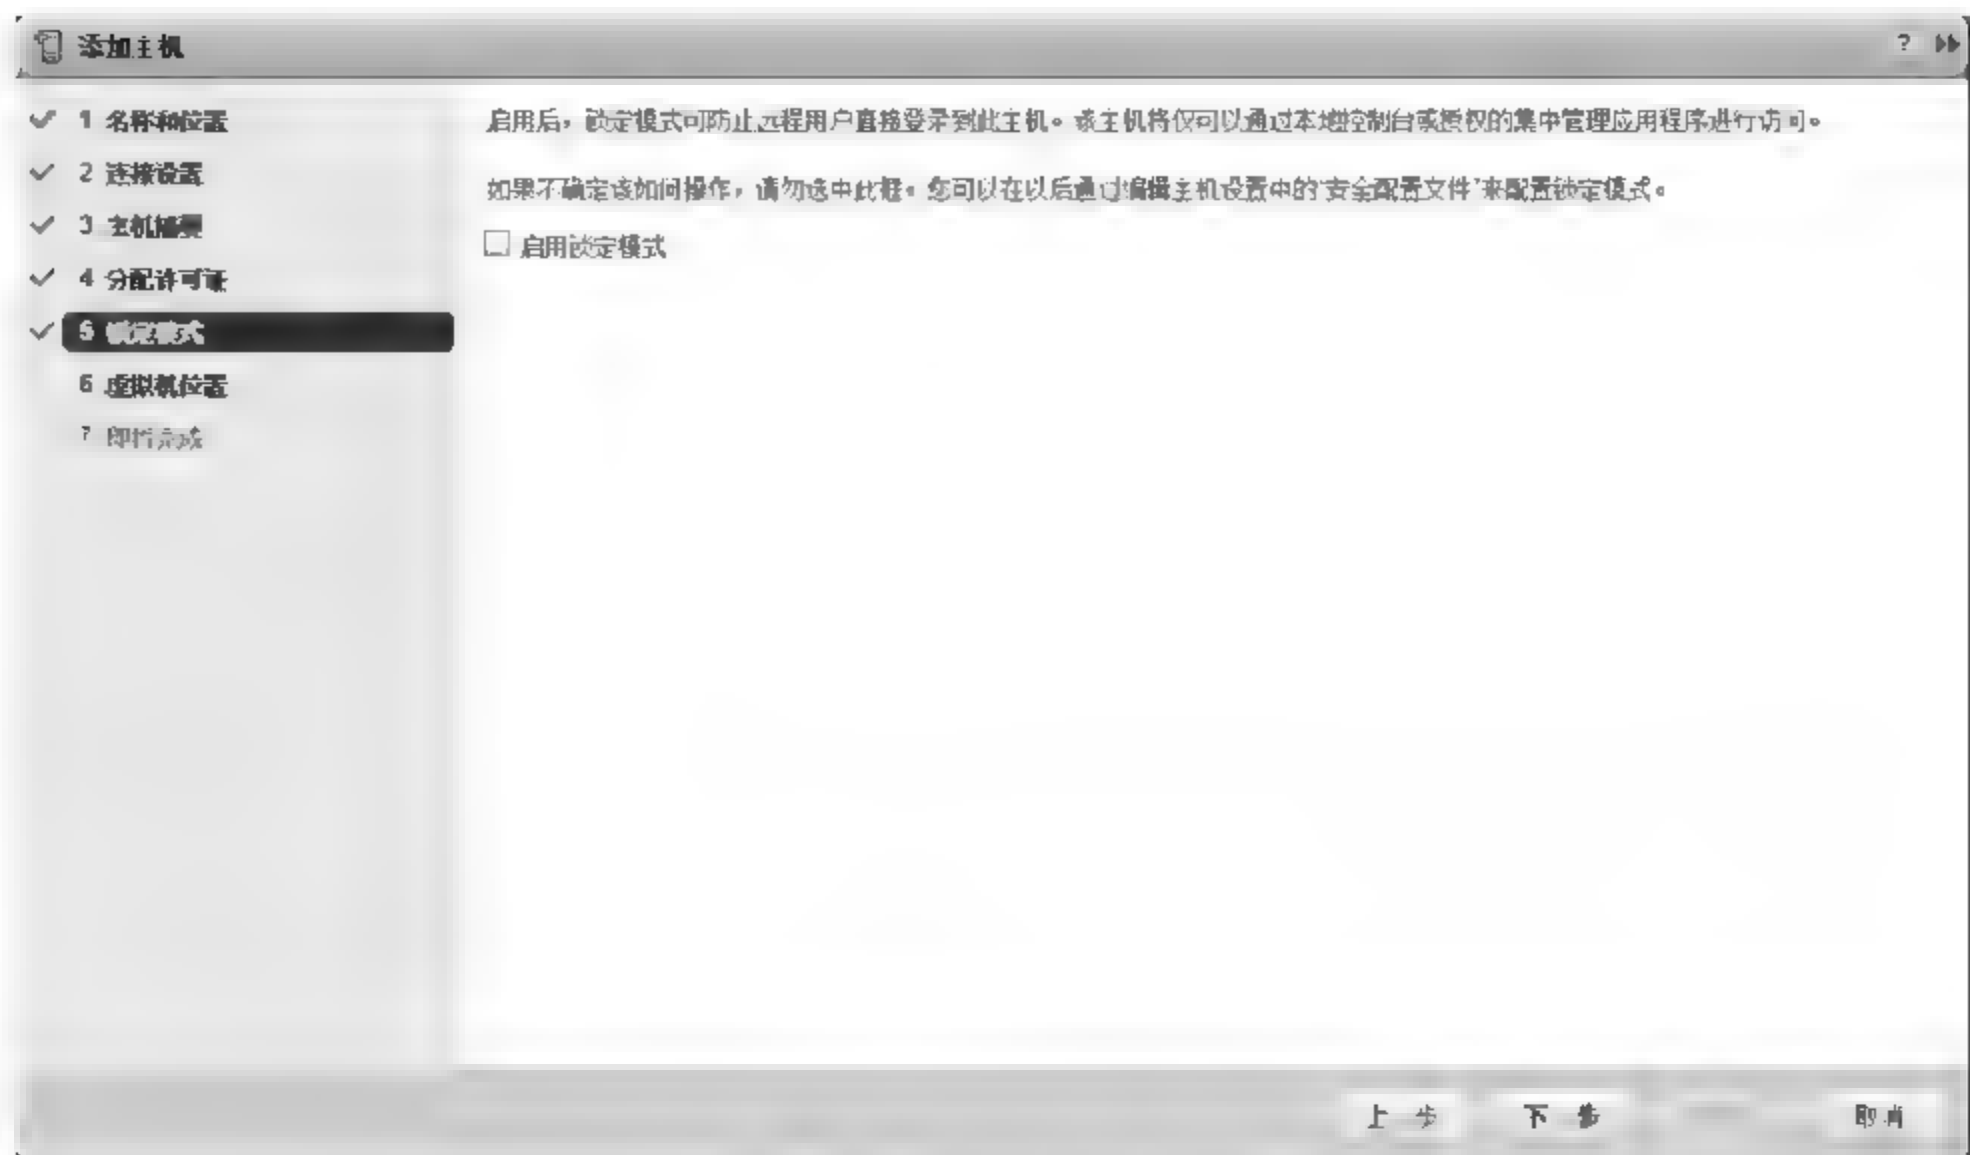 添加主机
?
✓ 1 名称和位置
✓ 2 连接设置
✓ 3 主机摘要
✓ 4 分配许可证
✓ 5 锁定模式
6 虚拟机位置
7 即将完成
启用后，锁定模式可防止远程用户直接登录到此主机。该主机将仅可以通过本地控制台或授权的集中管理应用程序进行访问。
如果不确定该如何操作，请勿选中此框。您可以在以后通过编辑主机设置中的“安全配置文件”来配置锁定模式。
启用锁定模式
上一步 下一步 取消